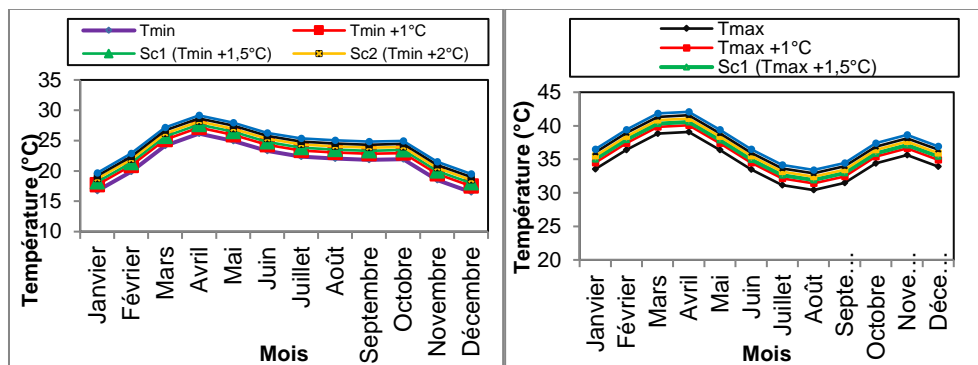 Tmin
Tmin +1°C
Sc1 (Tmin +1,5°C)
Sc2 (Tmin +2°C)
Température (°C)
35
30
25
20
15
10
Janvier
Février
Mars
Avril
Mai
Juin
Juillet
Août
Septembre
Octobre
Novembre
Décembre
Mois
Tmax
Tmax +1°C
Sc1 (Tmax +1,5°C)
Température (°C)
45
40
35
30
25
20
Janvier
Février
Mars
Avril
Mai
Juin
Juillet
Août
Septe…
Octobre
Nove…
Déce…
Mois